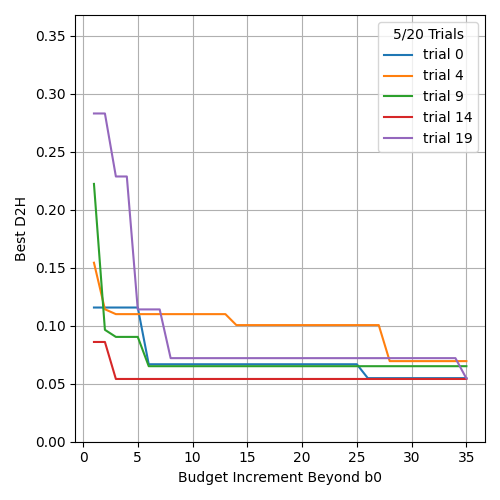 5/20 Trials
trial 0
trial 4
trial 9
trial 14
trial 19
Best D2H
0.35
0.30
0.25
0.20
0.15
0.10
0.05
0.00
0 5 10 15 20 25 30 35
Budget Increment Beyond b0